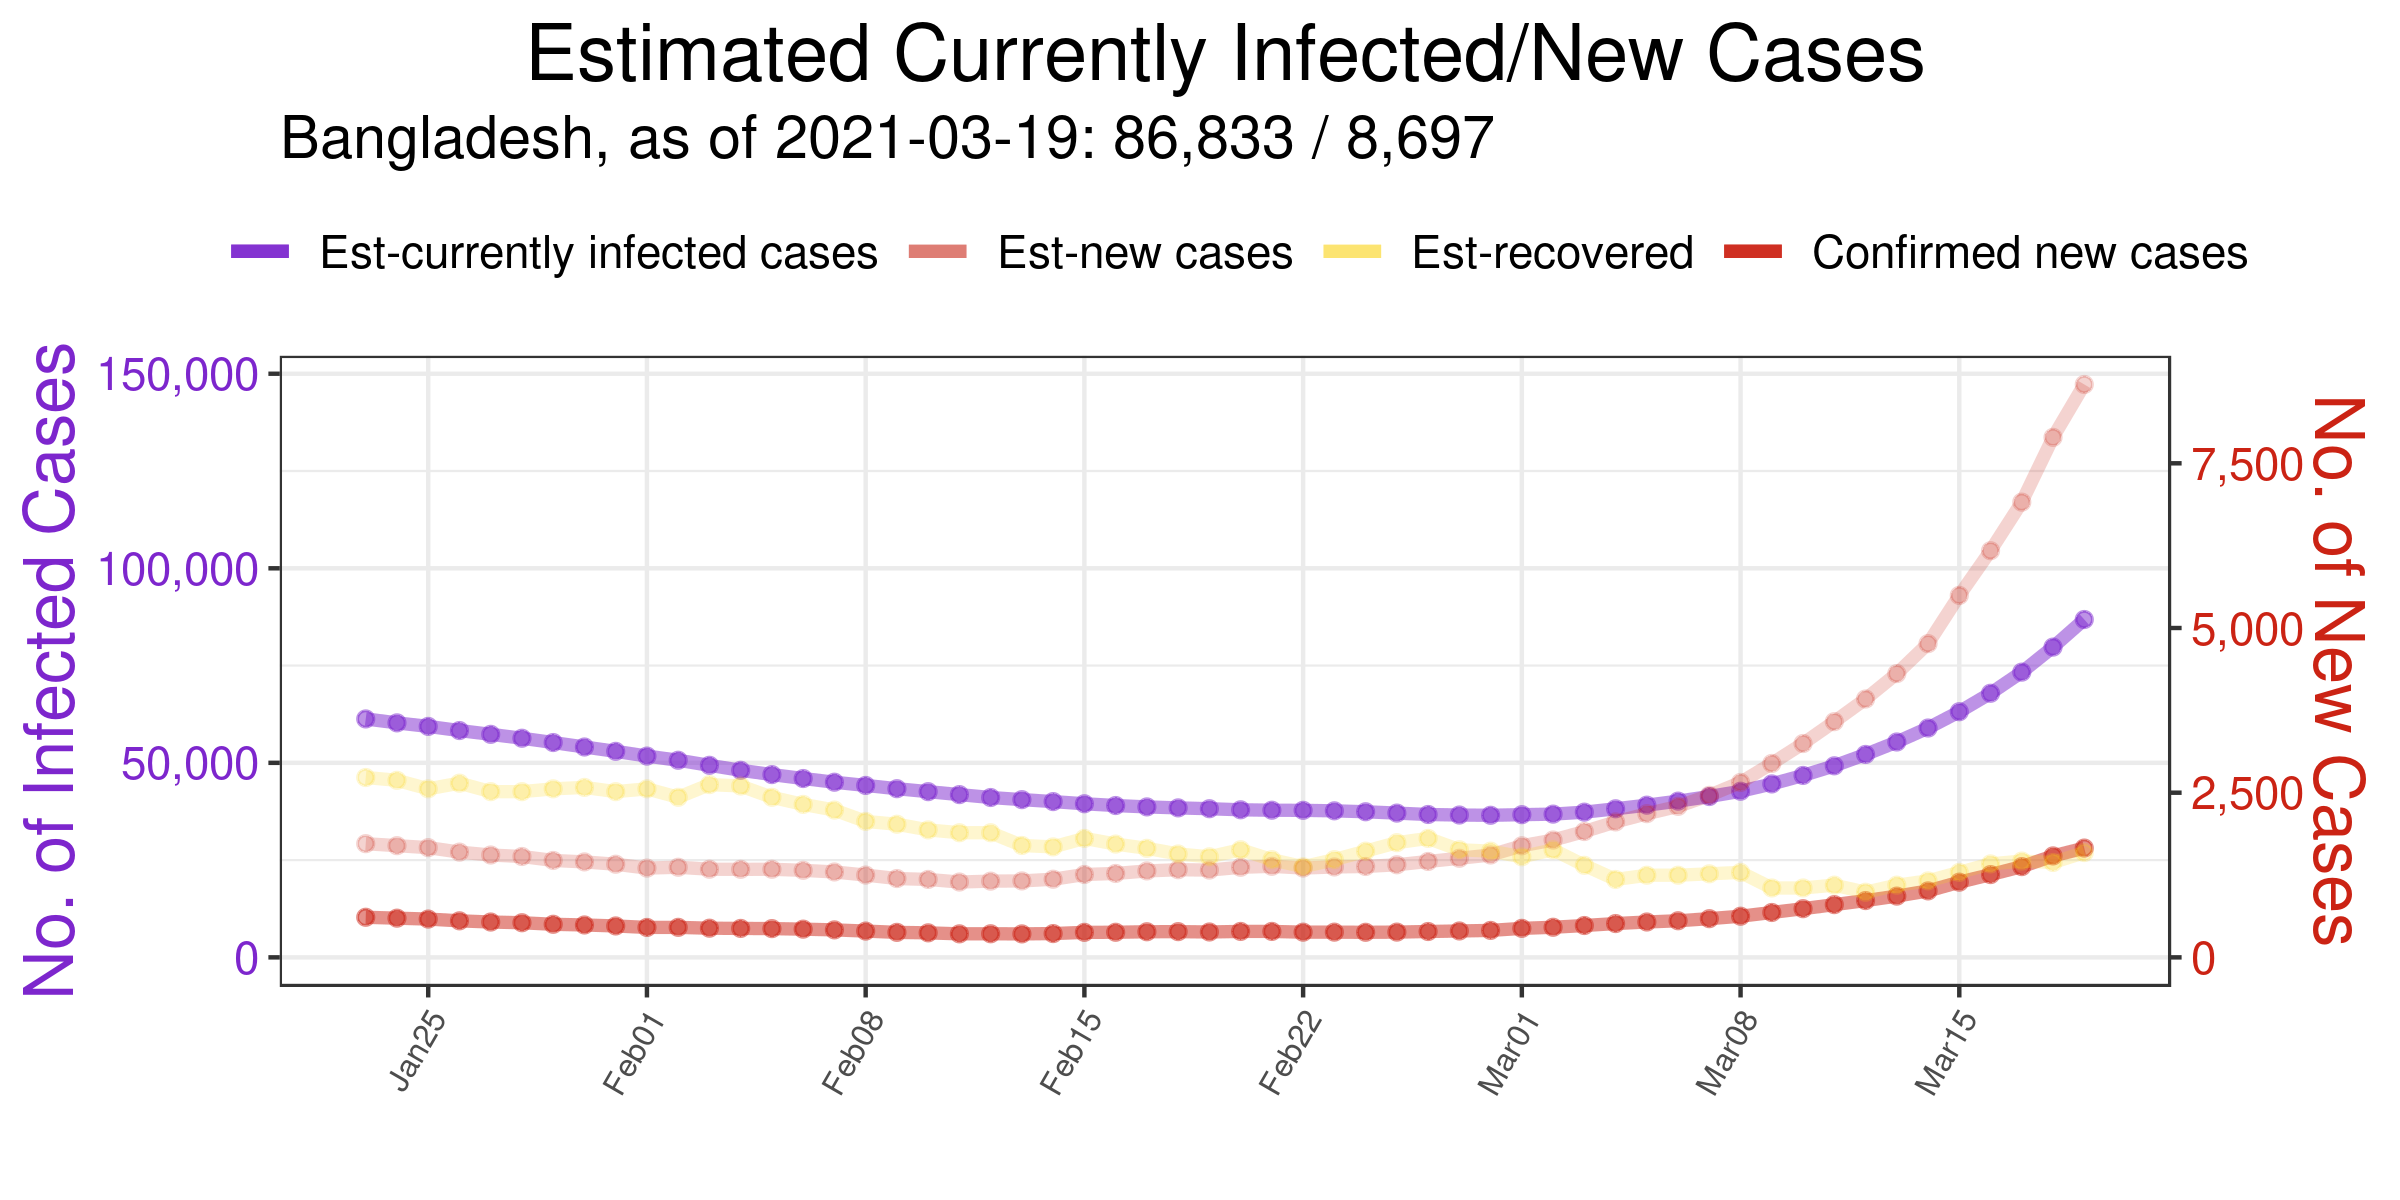 Estimated Currently Infected/New Cases
Bangladesh, as of 2021-03-19: 86,833 / 8,697
Est-currently infected cases Est-new cases Est-recovered Confirmed new cases
No. of Infected Cases
150,000
100,000
50,000
0
7,500
5,000
2,500
0
No. of New Cases
Jan25 Feb01 Feb08 Feb15 Feb22 Mar01 Mar08 Mar15